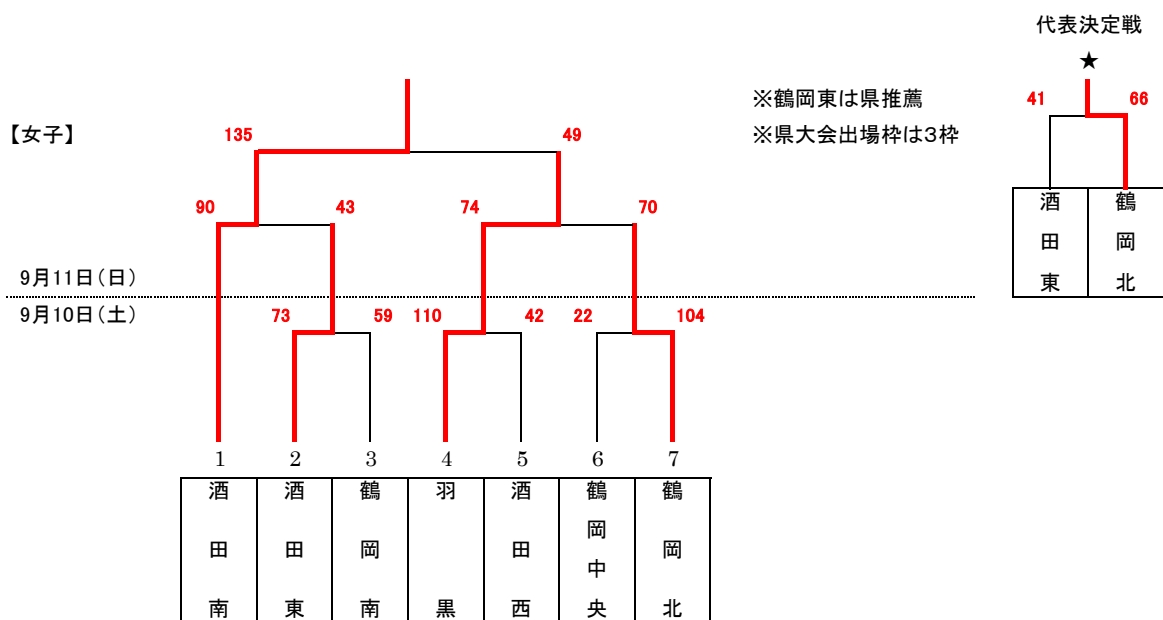 代表決定戦
★
※鶴岡東は県推薦
41 66
【女子】
135 49
※県大会出場枠は3枠
90 43 74 70
酒田東
鶴岡北
9月11日(日)
9月10日(土)
73 59 110 42 22 104
1 2 3 4 5 6 7
酒田南
酒田東
鶴岡南
羽黒
酒田西
鶴岡中央
鶴岡北